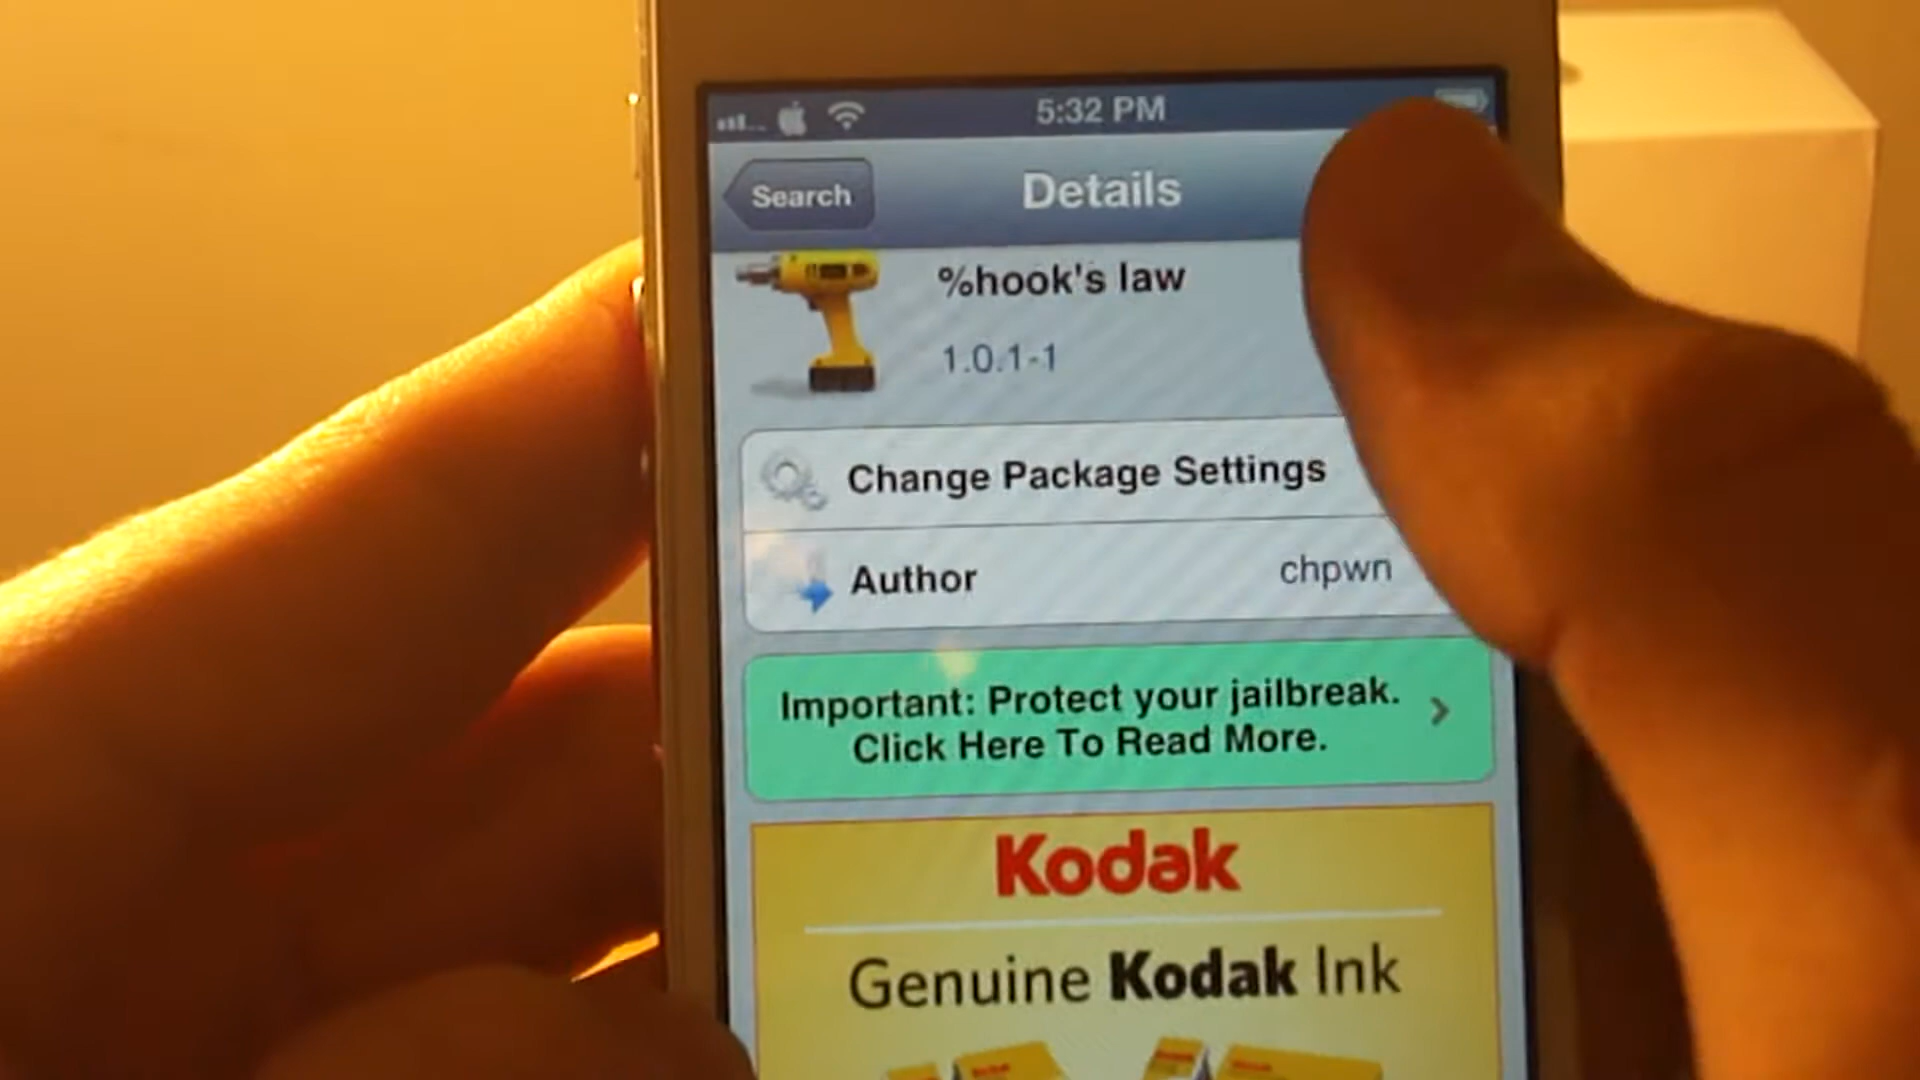 5:32 PM
Search
Details
%hook's law
1.0.1-1
Change Package Settings
Author
chpwn
Important: Protect your jailbreak.
Click Here To Read More.
Kodak
Genuine Kodak Ink